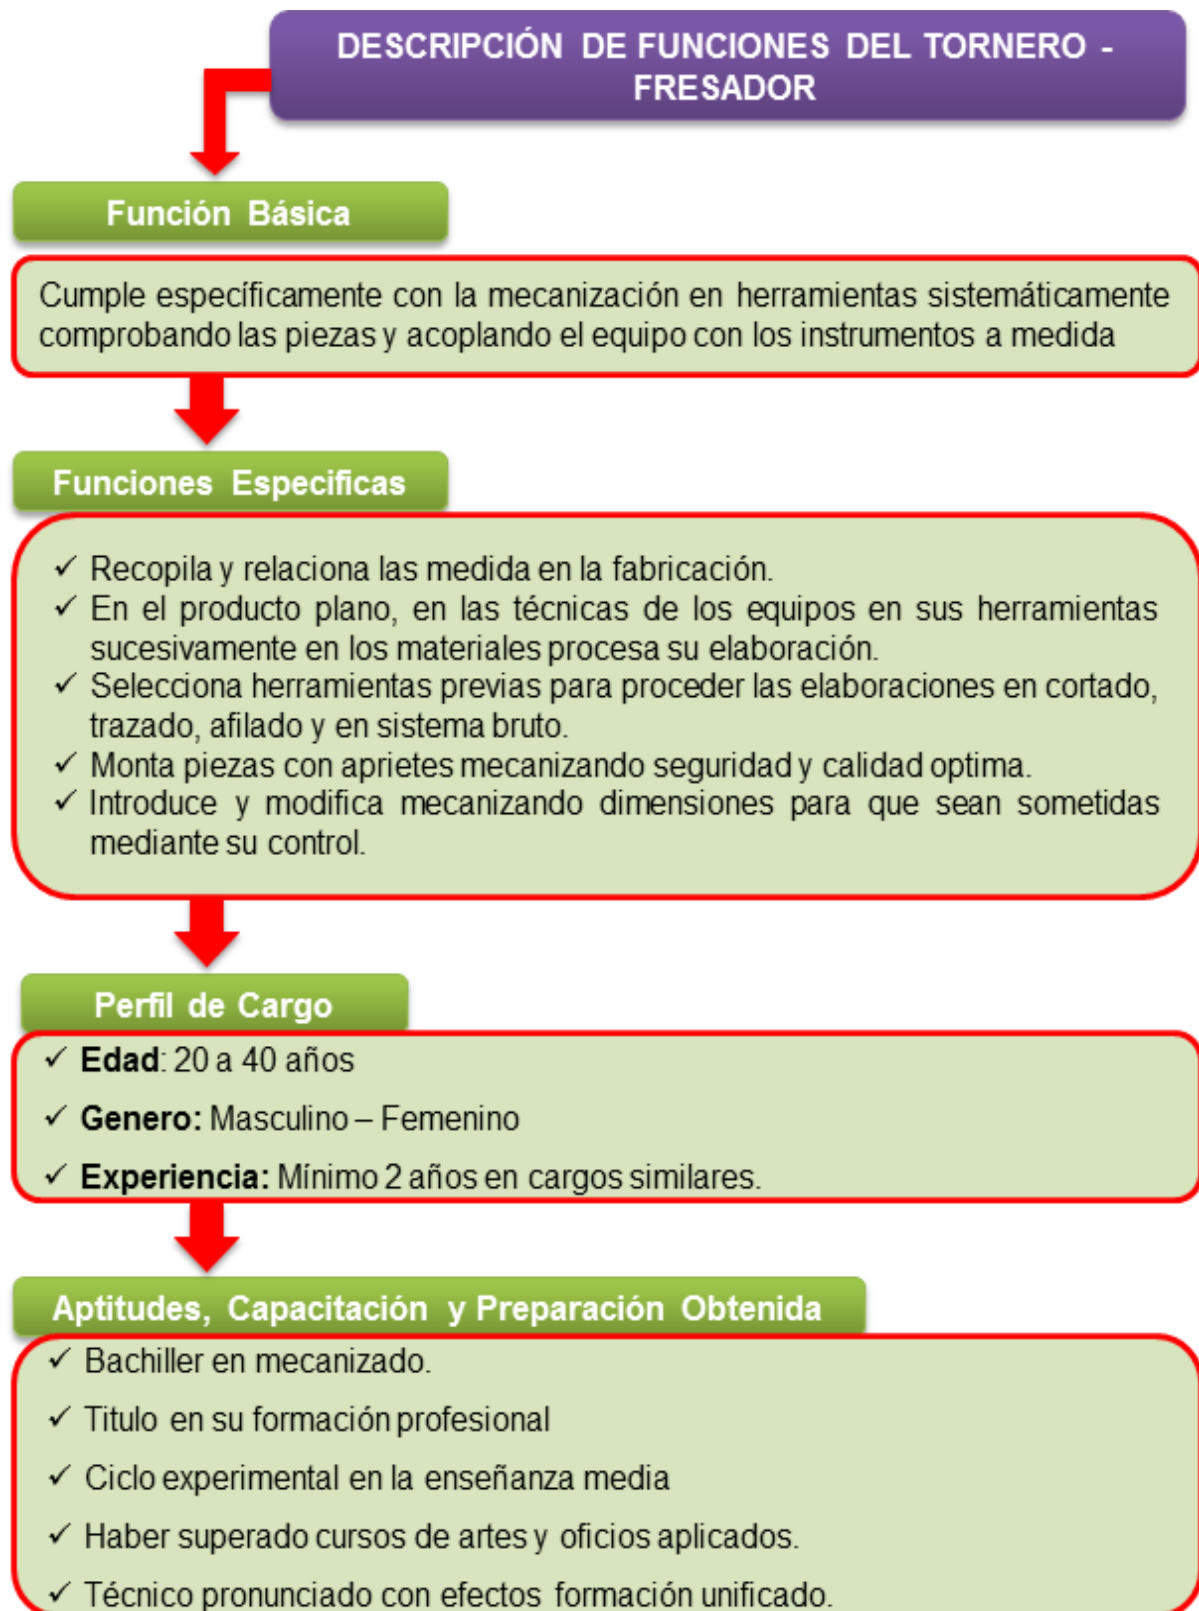 DESCRIPCIÓN DE FUNCIONES DEL TORNERO -
FRESADOR
Función Básica
Cumple específicamente con la mecanización en herramientas sistemáticamente
comprobando las piezas y acoplando el equipo con los instrumentos a medida
Funciones Especificas
✓ Recopila y relaciona las medida en la fabricación.
✓ En el producto plano, en las técnicas de los equipos en sus herramientas
sucesivamente en los materiales procesa su elaboración.
✓ Selecciona herramientas previas para proceder las elaboraciones en cortado,
trazado, afilado y en sistema bruto.
✓ Monta piezas con aprietes mecanizando seguridad y calidad optima.
✓ Introduce y modifica mecanizando dimensiones para que sean sometidas
mediante su control.
Perfil de Cargo
✓ Edad: 20 a 40 años
✓ Genero: Masculino – Femenino
✓ Experiencia: Mínimo 2 años en cargos similares.
Aptitudes, Capacitación y Preparación Obtenida
✓ Bachiller en mecanizado.
✓ Titulo en su formación profesional
✓ Ciclo experimental en la enseñanza media
✓ Haber superado cursos de artes y oficios aplicados.
✓ Técnico pronunciado con efectos formación unificado.